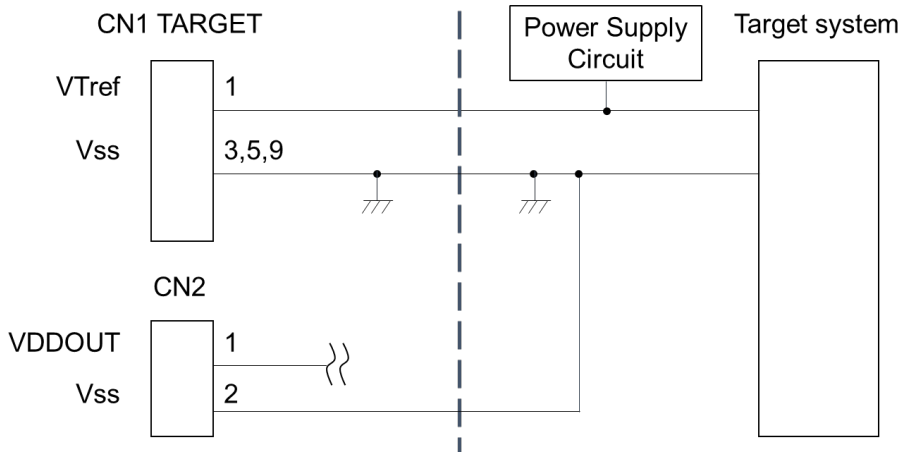 CN1 TARGET
Power Supply
Circuit
Target system
VTref
1
Vss
3,5,9
CN2
VDDOUT
1
Vss
2